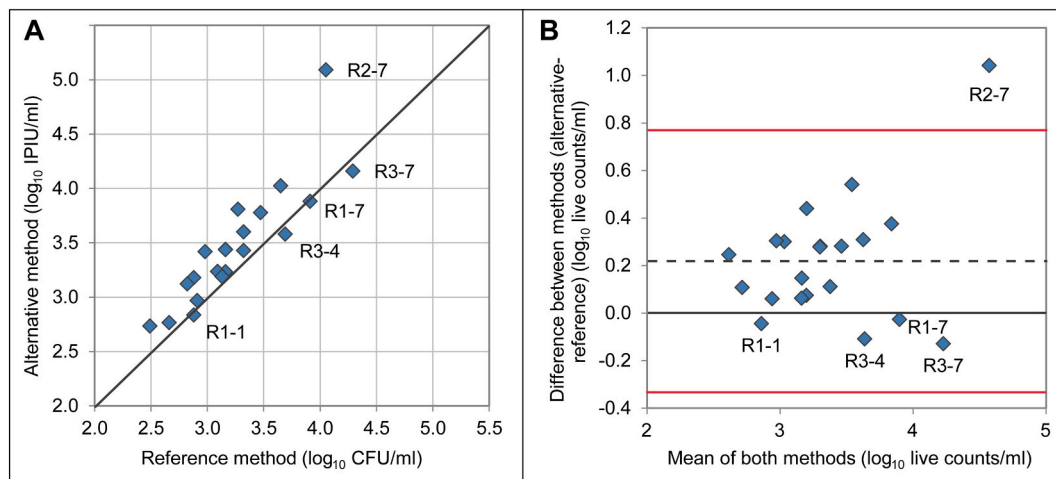 A
Alternative method (log10 IPIU/ml)
5.0
4.5
4.0
3.5
3.0
2.5
2.0
2.0 2.5 3.0 3.5 4.0 4.5 5.0 5.5
Reference method (log10 CFU/ml)
R2-7
R3-7
R1-7
R3-4
R1-1
B
Difference between methods (alternative-
reference) (log10 live counts/ml)
1.2
1.0
0.8
0.6
0.4
0.2
0.0
-0.2
-0.4
2 3 4 5
Mean of both methods (log10 live counts/ml)
R2-7
R1-1
R1-7
R3-4
R3-7